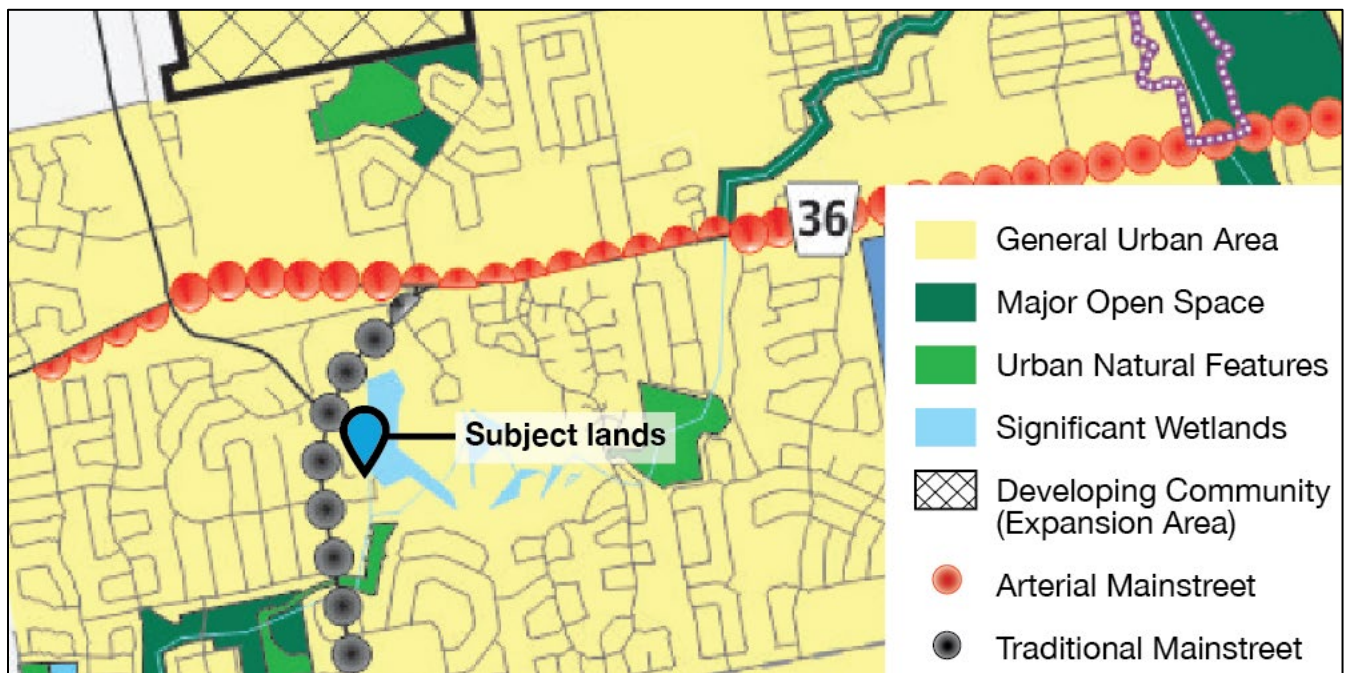 36
Subject lands
General Urban Area
Major Open Space
Urban Natural Features
Significant Wetlands
Developing Community
(Expansion Area)
Arterial Mainstreet
Traditional Mainstreet